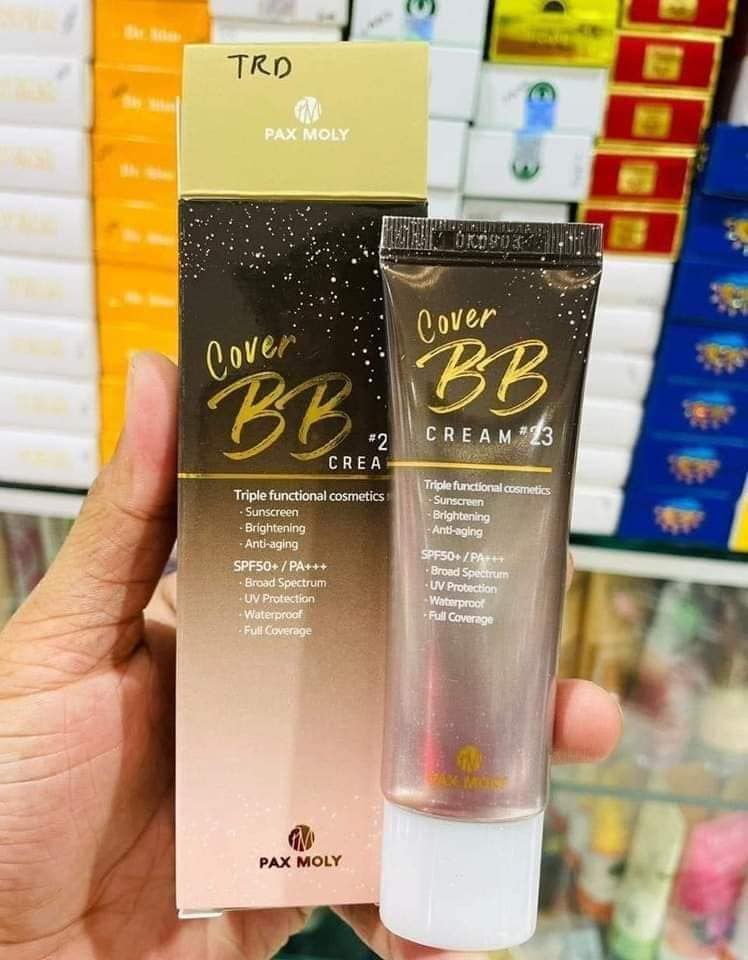 TRD
PAX MOLY
Cover
BB
#2
CREA
Triple functional cosmetics
· Sunscreen
· Brightening
· Anti-aging
SPF50+ / PA+++
· Broad Spectrum
· UV Protection
· Waterproof
· Full Coverage
PAX MOLY
Cover
BB
CREAM #23
Triple functional cosmetics
· Sunscreen
· Brightening
· Anti-aging
SPF50+ / PA+++
· Broad Spectrum
· UV Protection
· Waterproof
· Full Coverage
PAX MOLY